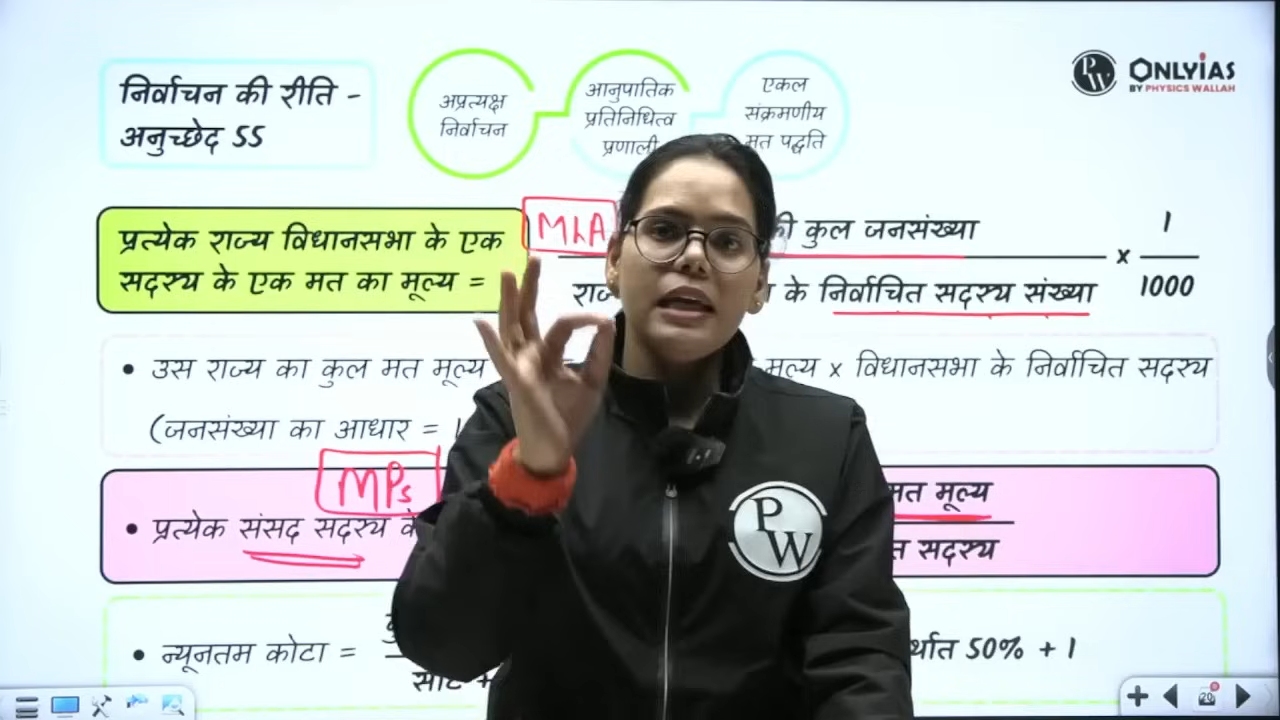 निर्वाचन की रीति -
अनुच्छेद 55
अप्रत्यक्ष
निर्वाचन
आनुपातिक
प्रतिनिधित्व
प्रणाली
एकल
संक्रमणीय
मत पद्धति
PW ONLYIAS
BY PHYSICS WALLAH
प्रत्येक राज्य विधानसभा के एक
सदस्य के एक मत का मूल्य =
MLA
की कुल जनसंख्या
के निर्वाचित सदस्य संख्या
× 1
1000
• उस राज्य का कुल मत मूल्य मूल्य x विधानसभा के निर्वाचित सदस्य
(जनसंख्या का आधार =
MPs
• प्रत्येक संसद सदस्य
मत मूल्य
सदस्य
PW
• न्यूनतम कोटा =
50% + 1
20